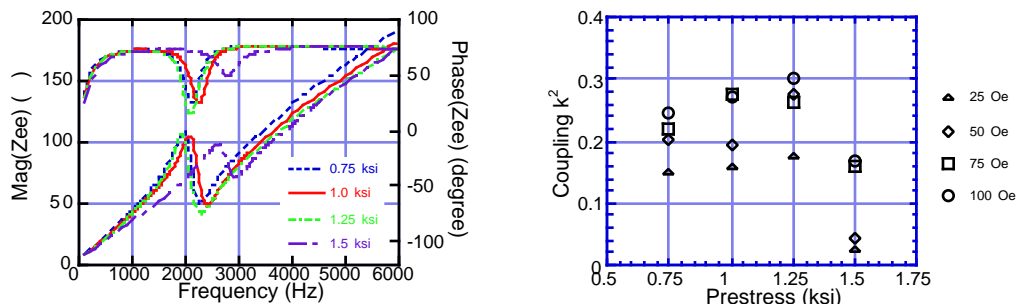 200
150
100
50
0
Mag(Zee) ( )
100
50
0
-50
-100
Phase(Zee) (degree)
0.75 ksi
1.0 ksi
1.25 ksi
1.5 ksi
0 1000 2000 3000 4000 5000 6000
Frequency (Hz)
0.4
0.3
0.2
0.1
0
Coupling k²
0.5 0.75 1.0 1.25 1.5 1.75
Prestress (ksi)
25 Oe
50 Oe
75 Oe
100 Oe